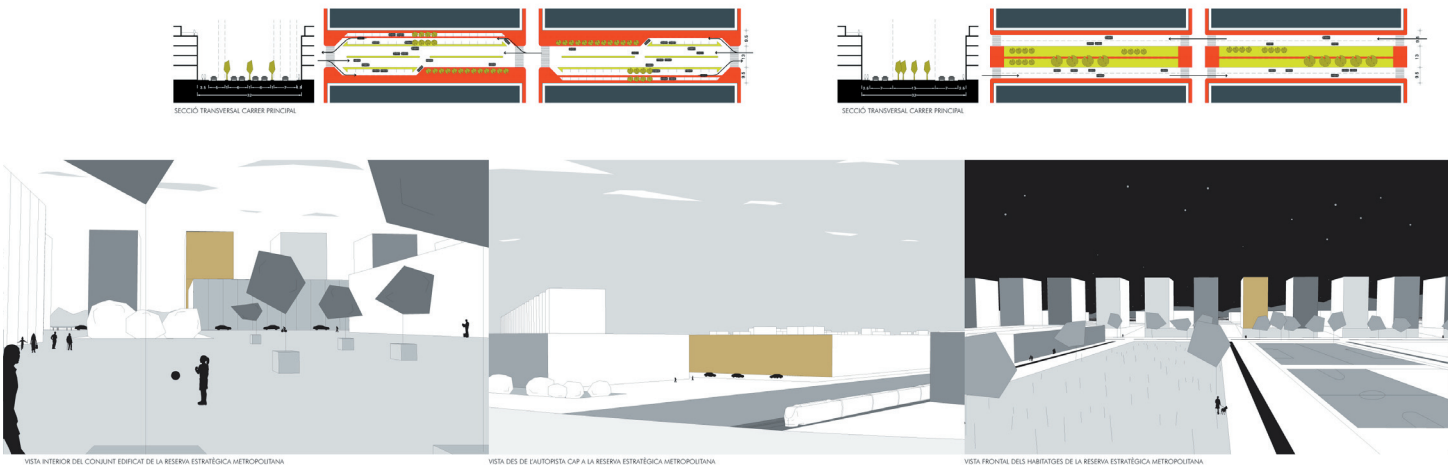 SECCIÓ TRANSVERSAL CARRER PRINCIPAL
SECCIÓ TRANSVERSAL CARRER PRINCIPAL
VISTA INTERIOR DEL CONJUNT EDIFICAT DE LA RESERVA ESTRATÈGICA METROPOLITANA
VISTA DES DE L'AUTOPISTA CAP A LA RESERVA ESTRATÈGICA METROPOLITANA
VISTA FRONTAL DELS HABITATGES DE LA RESERVA ESTRATÈGICA METROPOLITANA